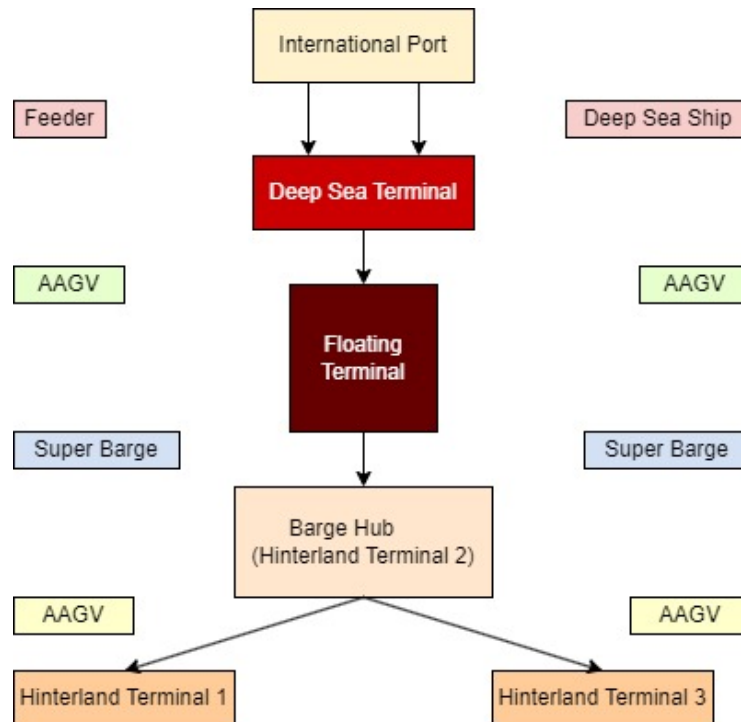 International Port
Feeder
Deep Sea Ship
Deep Sea Terminal
AAGV
AAGV
Floating
Terminal
Super Barge
Super Barge
Barge Hub
(Hinterland Terminal 2)
AAGV
AAGV
Hinterland Terminal 1
Hinterland Terminal 3